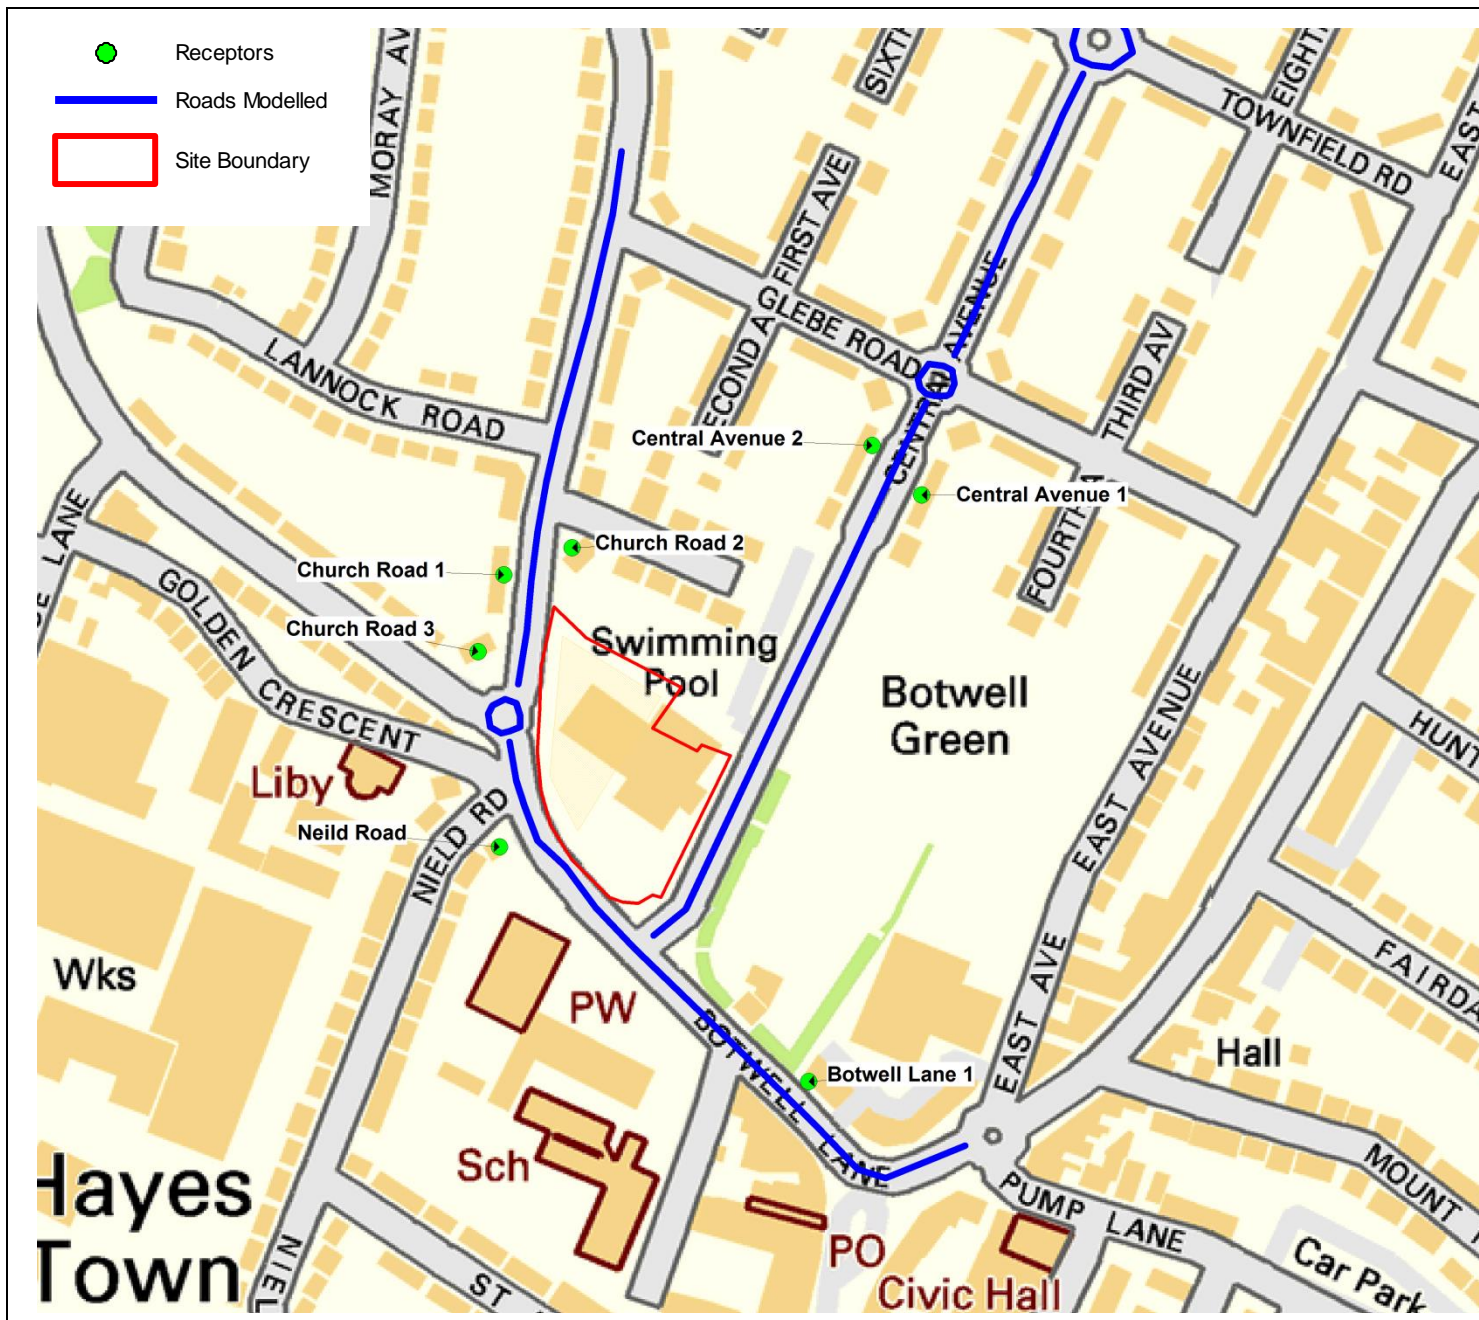 Receptors
Roads Modelled
Site Boundary
MORAY AV
SIXTH
EIGHTH
TOWNFIELD RD
EAST
FIRST AVE
GLEBE ROAD
SECOND A
CENTRAL AVENUE
THIRD AV
LANNOCK ROAD
Central Avenue 2
CENTRAL
Central Avenue 1
FOURTH A
LANE
GOLDEN CRESCENT
Church Road 2
Church Road 1
Church Road 3
Swimming
Pool
Botwell
Green
EAST AVENUE
HUNT
Liby
Neild Road
NIELD RD
Wks
PW
FAIRDA
BOTWELL LANE
EAST AVE
Hall
Botwell Lane 1
Sch
Hayes
Town
MOUNT
PUMP LANE
PO
Civic Hall
Car Park
NIEL
ST